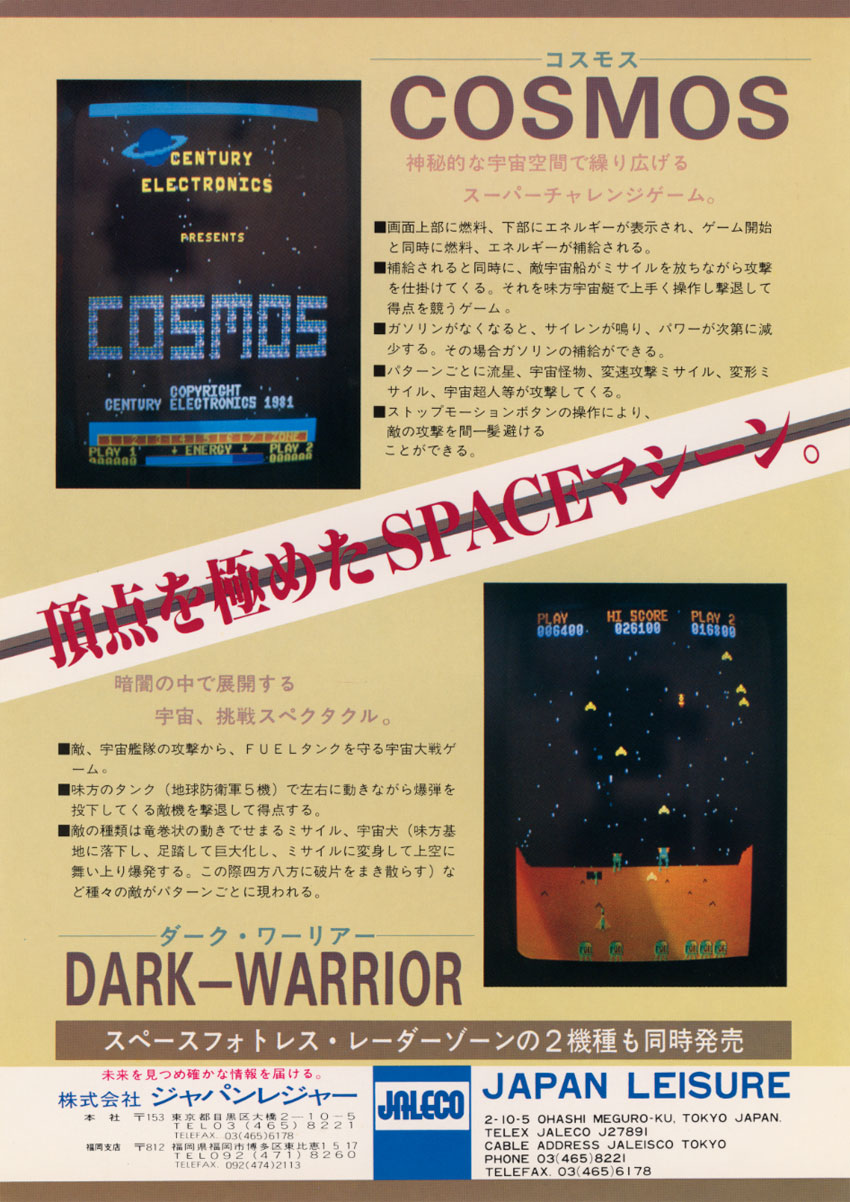 コスモス
COSMOS
神秘的な宇宙空間で繰り広げる
スーパーチャレンジゲーム。
■画面上部に燃料、下部にエネルギーが表示され、ゲーム開始
と同時に燃料、エネルギーが補給される。
■補給されると同時に、敵宇宙船がミサイルを放ちながら攻撃
を仕掛けてくる。それを味方宇宙艇で上手く操作し撃退して
得点を競うゲーム。
■ガソリンがなくなると、サイレンが鳴り、パワーが次第に減
少する。その場合ガソリンの補給ができる。
■パターンごとに流星、宇宙怪物、変速攻撃ミサイル、変形ミ
サイル、宇宙超人等が攻撃してくる。
■ストップモーションボタンの操作により、
敵の攻撃を間一髪避ける
ことができる。
CENTURY
ELECTRONICS
PRESENTS
COSMOS
COPYRIGHT
CENTURY ELECTRONICS 1981
1 2 3 4 5 6 7 ZONE
PLAY 1 ↓ ENERGY ↓ PLAY 2
000000 000000
頂点を極めたSPACEマシーン。
PLAY HI SCORE PLAY 2
006400 026100 016800
FUEL FUEL FUEL FUEL FUEL FUEL
暗闇の中で展開する
宇宙、挑戦スペクタクル。
■敵、宇宙艦隊の攻撃から、FUELタンクを守る宇宙大戦ゲ
ーム。
■味方のタンク（地球防衛軍5機）で左右に動きながら爆弾を
投下してくる敵機を撃退して得点する。
■敵の種類は竜巻状の動きでせまるミサイル、宇宙犬（味方基
地に落下し、足踏して巨大化し、ミサイルに変身して上空に
舞い上り爆発する。この際四方八方に破片をまき散らす）な
ど種々の敵がパターンごとに現われる。
ダーク・ワーリアー
DARK–WARRIOR
スペースフォトレス・レーダーゾーンの2機種も同時発売
未来を見つめ確かな情報を届ける。
株式会社 ジャパンレジャー
本社 〒153 東京都目黒区大橋2-10-5
TEL03 (465) 8221
TELEFAX. 03(465)6178
福岡支店 〒812 福岡県福岡市博多区東比恵1 5 17
TEL092 (471) 8260
TELEFAX. 092(474)2113
JALECO
JAPAN LEISURE
2-10-5 OHASHI MEGURO-KU, TOKYO JAPAN.
TELEX JALECO J27891
CABLE ADDRESS JALEISCO TOKYO
PHONE 03(465)8221
TELEFAX. 03(465)6178